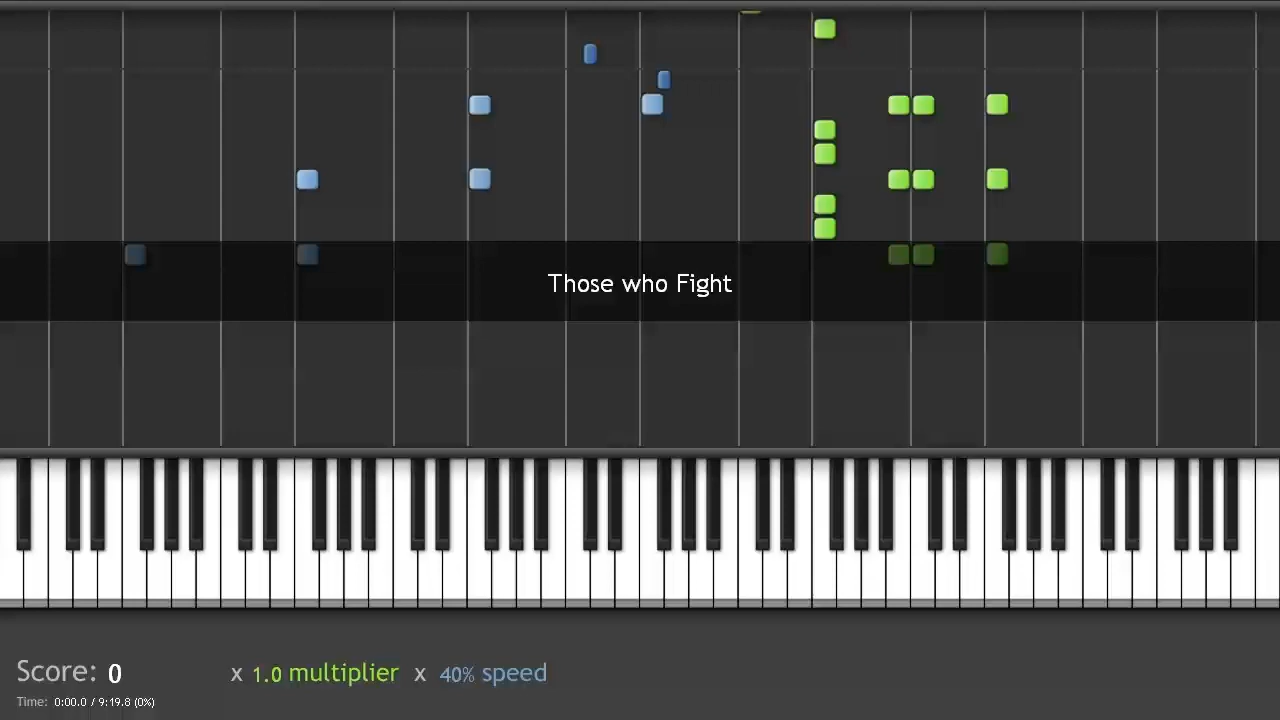 Those who Fight
Score: 0 x 1.0 multiplier x 40% speed
Time: 0:00.0 / 9:19.8 (0%)